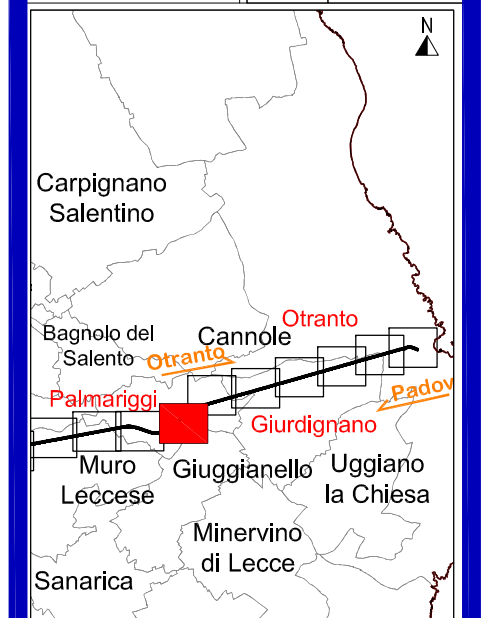 N
Carpignano
Salentino
Otranto
Cannole
Bagnolo del
Salento
Otranto
Padov
Palmariggi
Giurdignano
Muro
Leccese
Giuggianello
Uggiano
la Chiesa
Minervino
di Lecce
Sanarica